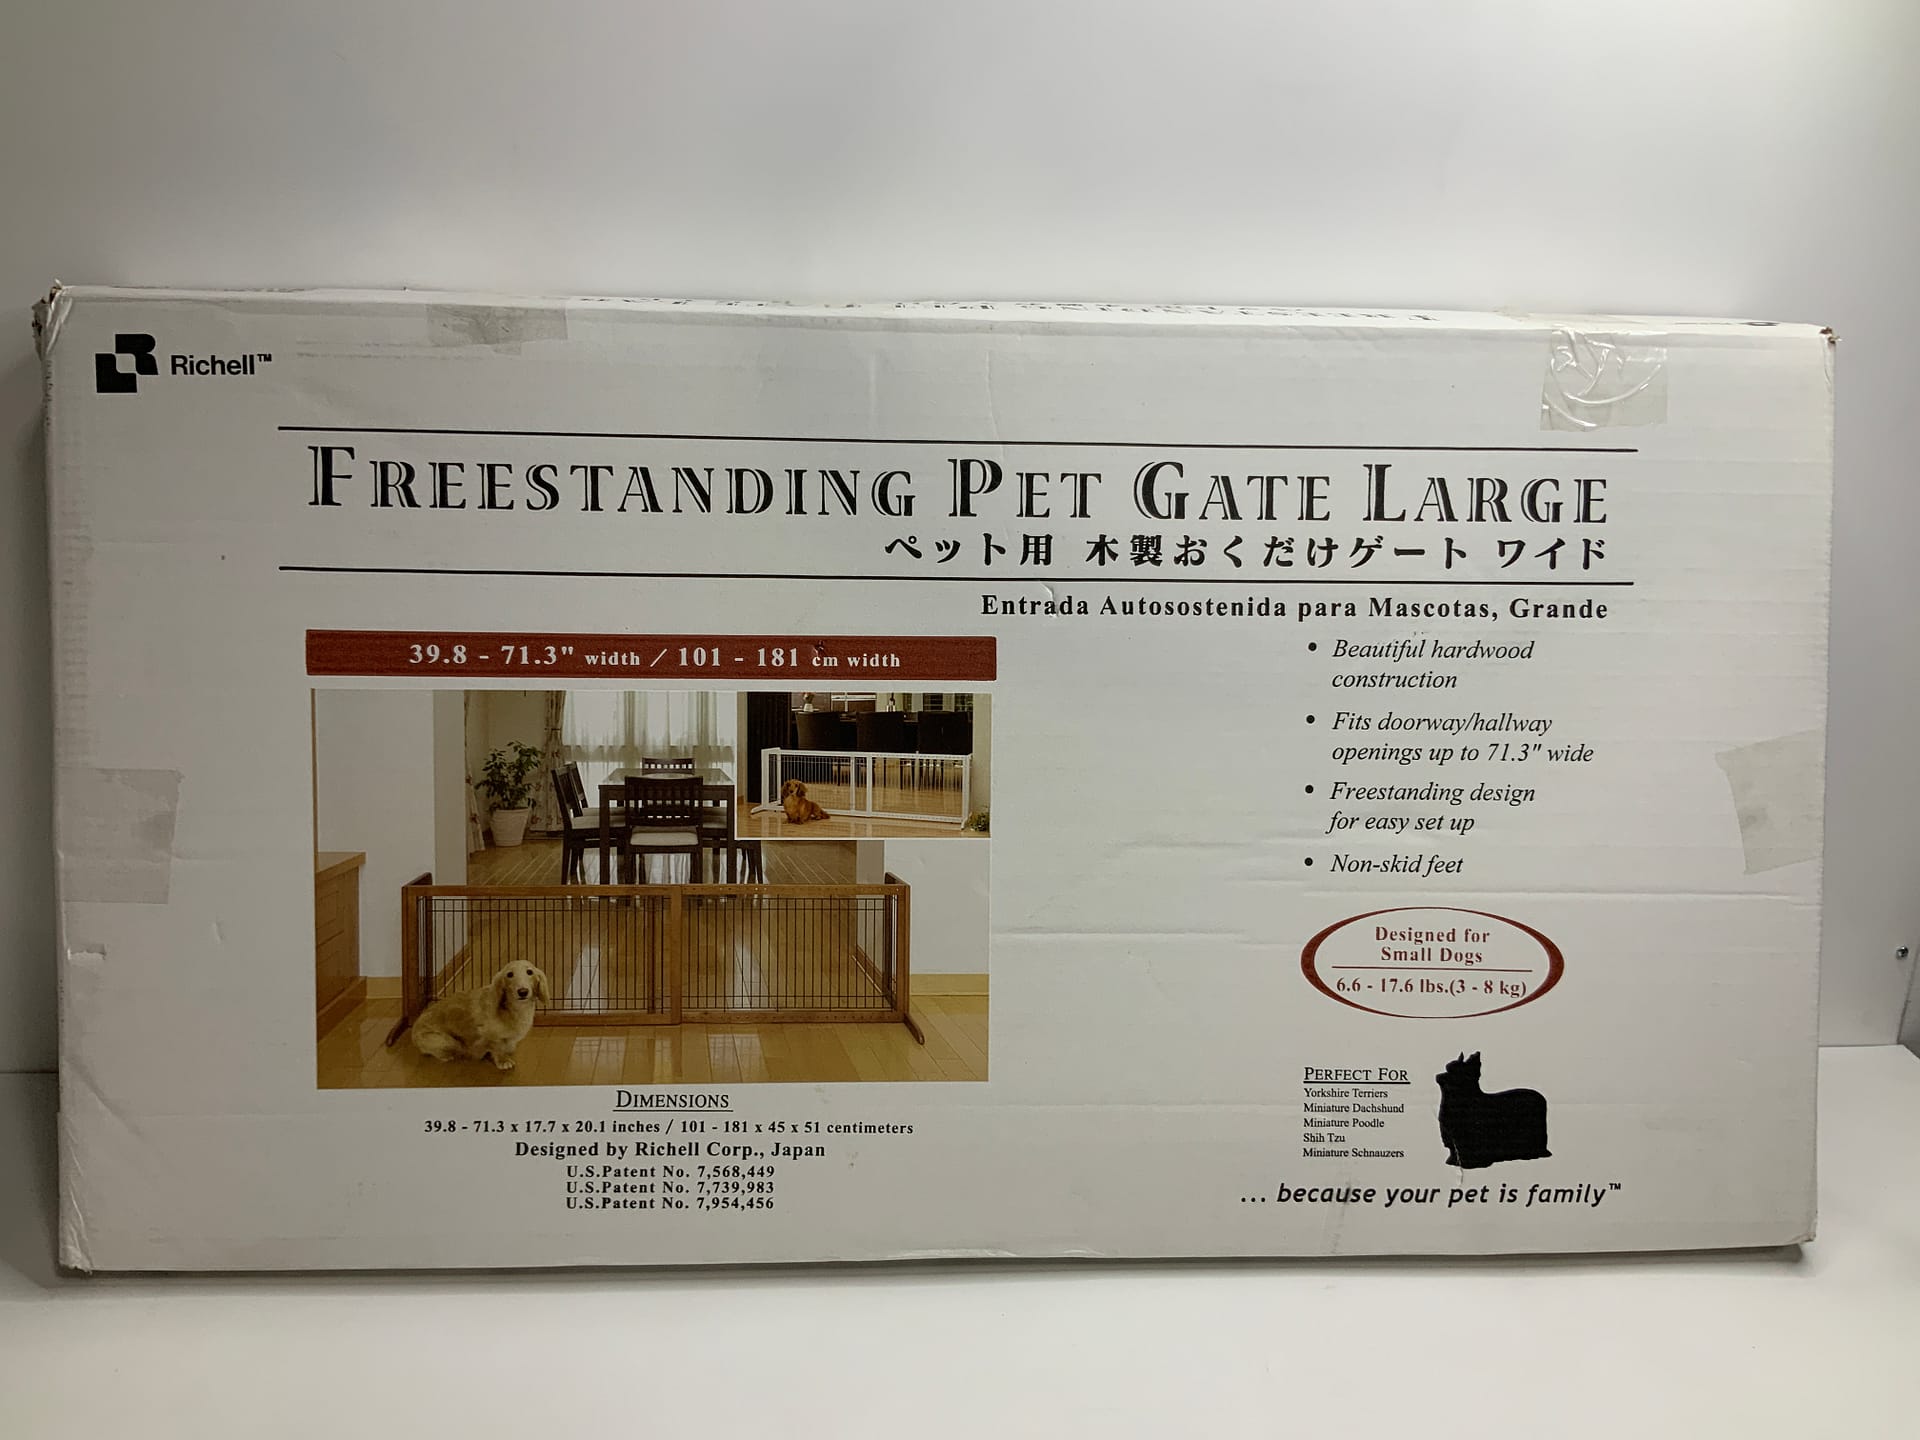 Richell™
FREESTANDING PET GATE LARGE
ペット用 木製おくだけゲート ワイド
Entrada Autosostenida para Mascotas, Grande
39.8 - 71.3" width / 101 - 181 cm width
• Beautiful hardwood
construction
• Fits doorway/hallway
openings up to 71.3" wide
• Freestanding design
for easy set up
• Non-skid feet
Designed for
Small Dogs
6.6 - 17.6 lbs.(3 - 8 kg)
DIMENSIONS
39.8 - 71.3 x 17.7 x 20.1 inches / 101 - 181 x 45 x 51 centimeters
Designed by Richell Corp., Japan
U.S.Patent No. 7,568,449
U.S.Patent No. 7,739,983
U.S.Patent No. 7,954,456
PERFECT FOR
Yorkshire Terriers
Miniature Dachshund
Miniature Poodle
Shih Tzu
Miniature Schnauzers
... because your pet is family™